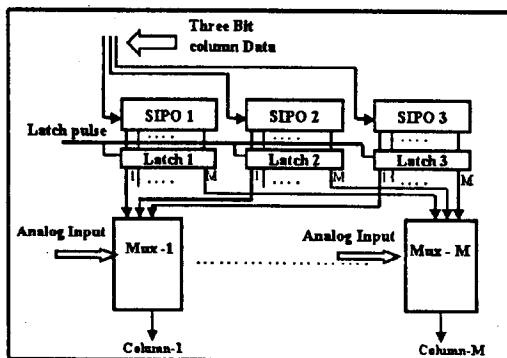 Three Bit
column Data
SIPO 1 SIPO 2 SIPO 3
Latch pulse
Latch 1 Latch 2 Latch 3
1 .... M 1 .... M 1 .... M
Analog Input Mux -1 Analog Input Mux - M
Column-1 Column-M